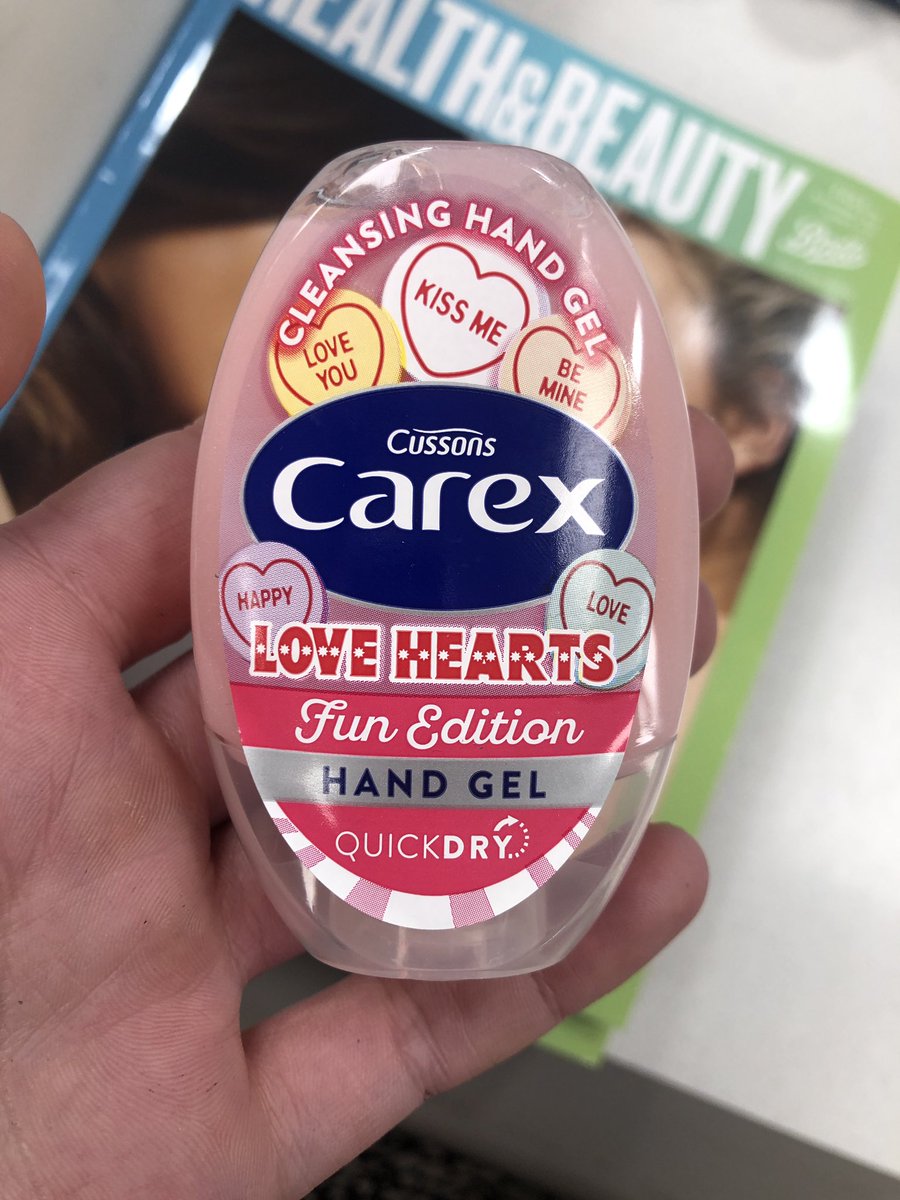 HEALTH&BEAUTY
Boots
CLEANSING HAND GEL
KISS ME
LOVE
YOU
BE
MINE
Cussons
Carex
HAPPY
LOVE
LOVE HEARTS
Fun Edition
HAND GEL
QUICKDRY